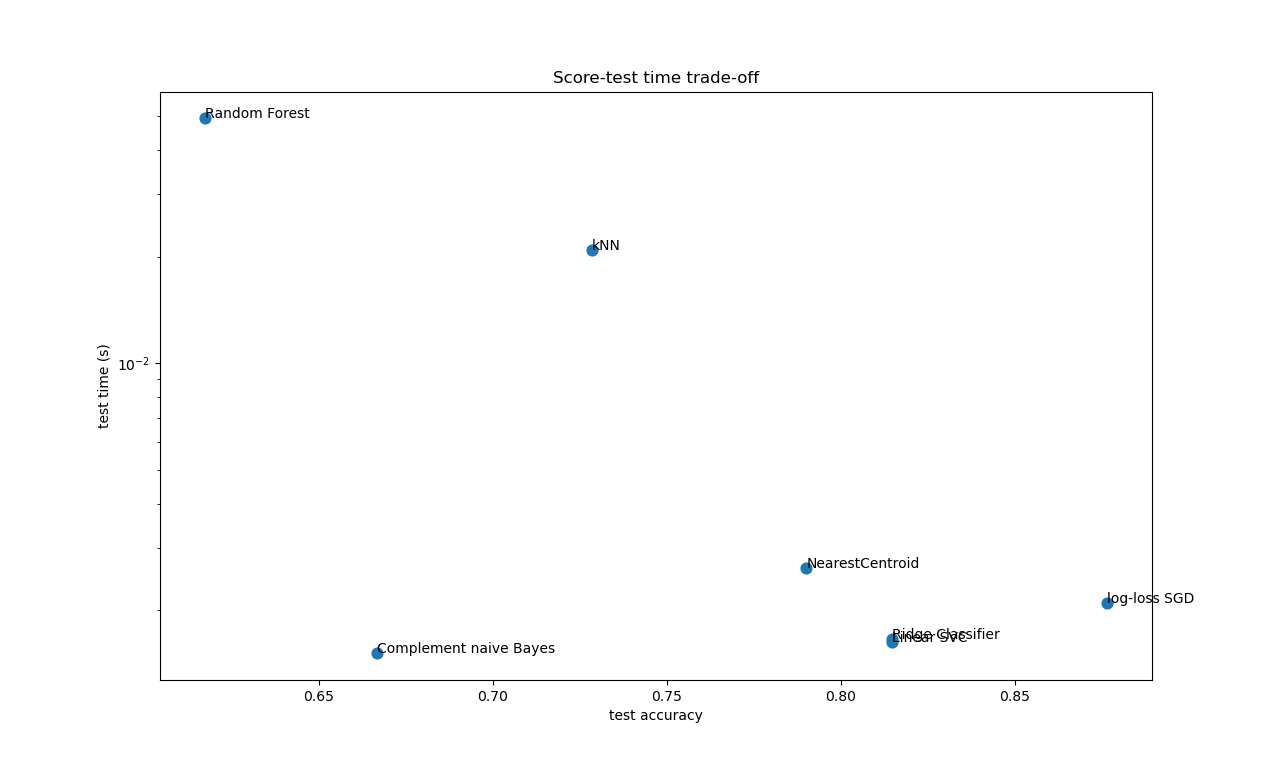 Score-test time trade-off
Random Forest
kNN
test time (s)
10⁻²
NearestCentroid
log-loss SGD
Ridge Classifier
Linear SVC
Complement naive Bayes
0.65 0.70 0.75 0.80 0.85
test accuracy